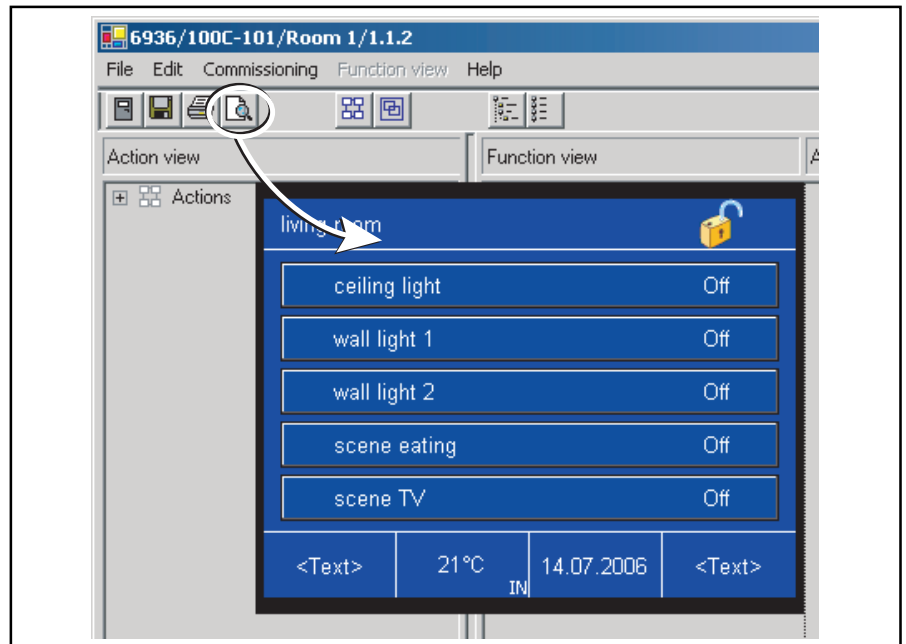 6936/100C-101/Room 1/1.1.2
File Edit Commissioning Function view Help
Action view Function view A
Actions
living room
ceiling light Off
wall light 1 Off
wall light 2 Off
scene eating Off
scene TV Off
<Text> 21°C IN 14.07.2006 <Text>